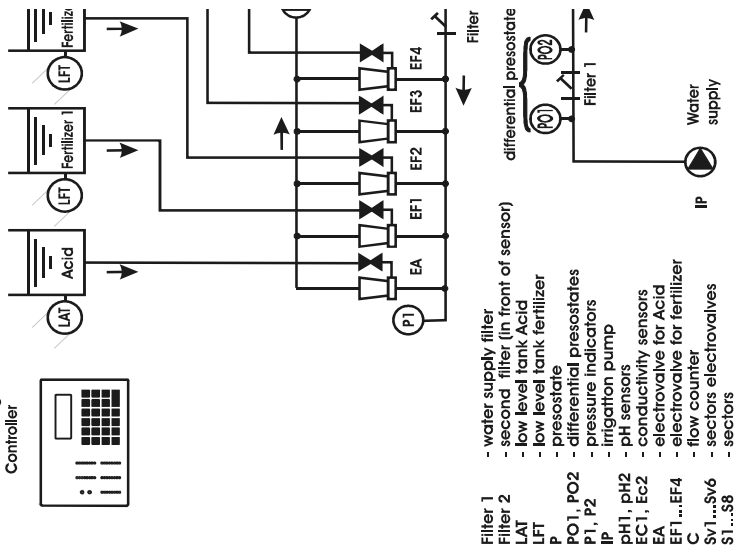 Controller
LAT
Acid
LFT
Fertilizer 1
LFT
Fertilize
EA
EF1
EF2
EF3
EF4
P1
Filter
differential presostate
PO1
PO2
Filter 1
Water
supply
IP
Filter 1 - water supply filter
Filter 2 - second filter (in front of sensor)
LAT - low level tank Acid
LFT - low level tank fertilizer
P - presostate
PO1, PO2 - differential presostates
P1, P2 - pressure indicators
IP - irrigattion pump
pH1, pH2 - pH sensors
EC1, Ec2 - conductivity sensors
EA - electrovalve for Acid
EF1...EF4 - electrovalve for fertilizer
C - flow counter
Sv1...Sv6 - sectors electrovalves
S1...S8 - sectors